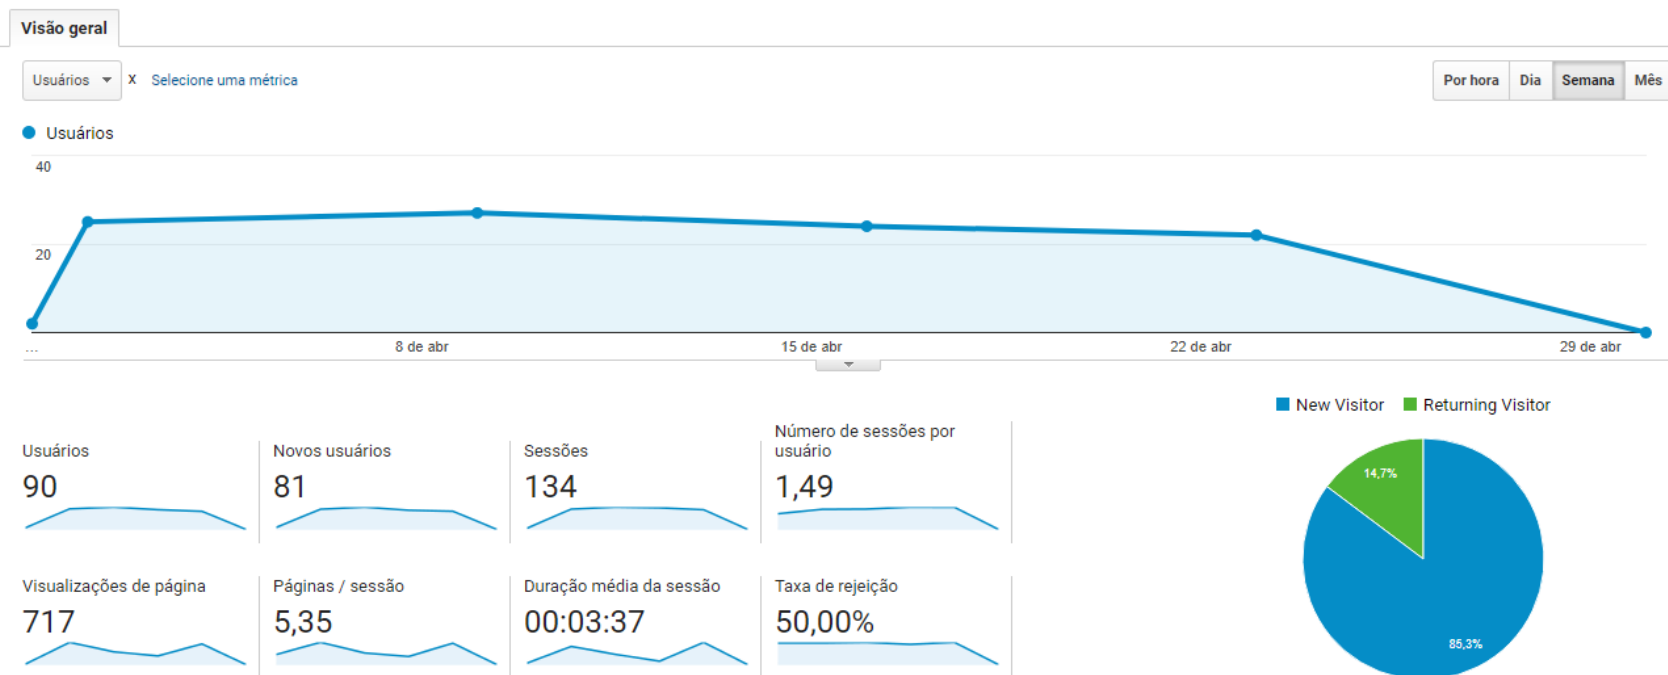 Visão geral
Usuários x Selecione uma métrica
Por hora Dia Semana Mês
Usuários
40
20
... 8 de abr 15 de abr 22 de abr 29 de abr
New Visitor Returning Visitor
Usuários
90
Novos usuários
81
Sessões
134
Número de sessões por
usuário
1,49
Visualizações de página
717
Páginas / sessão
5,35
Duração média da sessão
00:03:37
Taxa de rejeição
50,00%
14,7%
85,3%